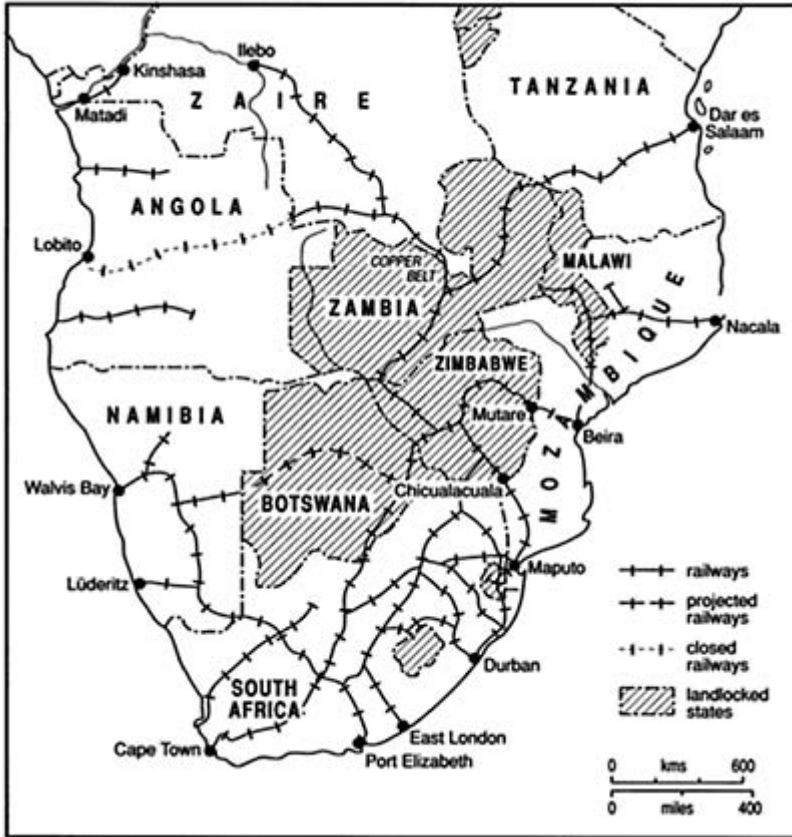 Ilebo
Kinshasa
ZAIRE
TANZANIA
Matadi
Dar es
Salaam
ANGOLA
Lobito
COPPER
BELT
MALAWI
ZAMBIA
Nacala
ZIMBABWE
MOZAMBIQUE
NAMIBIA
Mutare
Beira
Walvis Bay
BOTSWANA
Chicualacuala
Maputo
Lüderitz
railways
projected
railways
closed
railways
Durban
SOUTH
AFRICA
landlocked
states
East London
Cape Town
Port Elizabeth
0 kms 600
0 miles 400